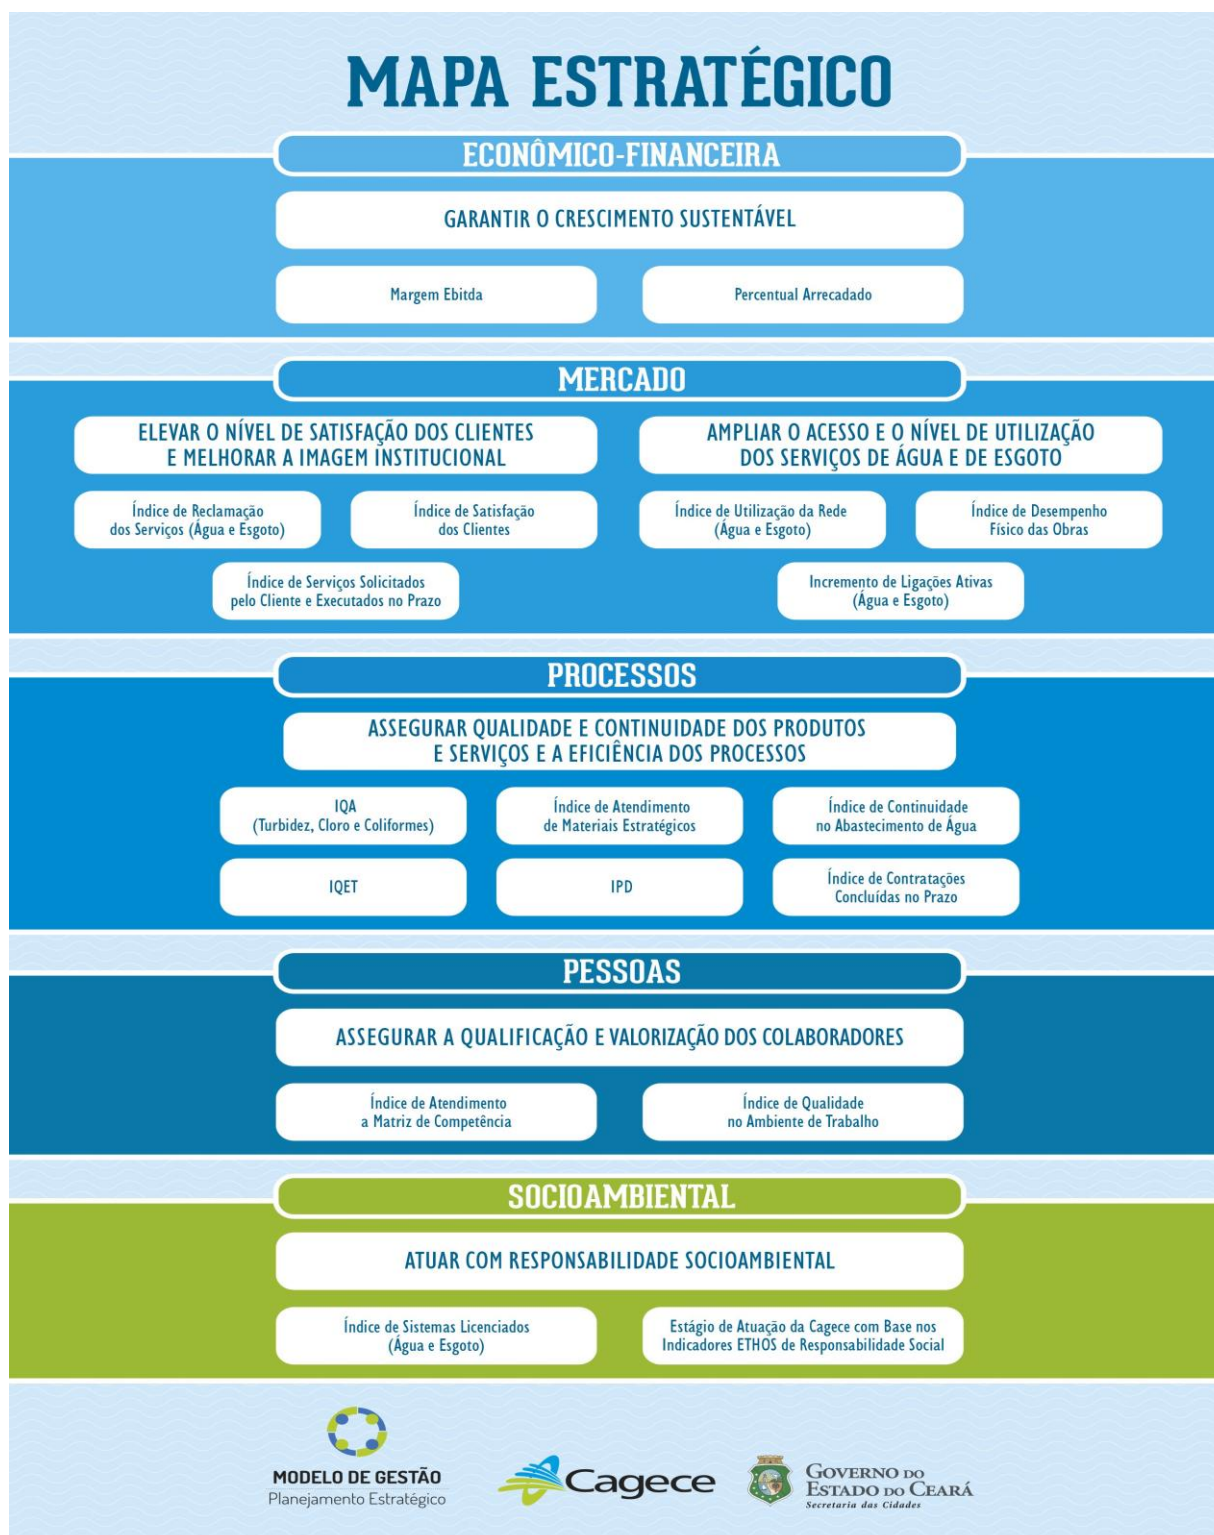 MAPA ESTRATÉGICO
ECONÔMICO-FINANCEIRA
GARANTIR O CRESCIMENTO SUSTENTÁVEL
Margem Ebitda
Percentual Arrecadado
MERCADO
ELEVAR O NÍVEL DE SATISFAÇÃO DOS CLIENTES
E MELHORAR A IMAGEM INSTITUCIONAL
Índice de Reclamação
dos Serviços (Água e Esgoto)
Índice de Satisfação
dos Clientes
Índice de Serviços Solicitados
pelo Cliente e Executados no Prazo
AMPLIAR O ACESSO E O NÍVEL DE UTILIZAÇÃO
DOS SERVIÇOS DE ÁGUA E DE ESGOTO
Índice de Utilização da Rede
(Água e Esgoto)
Índice de Desempenho
Físico das Obras
Incremento de Ligações Ativas
(Água e Esgoto)
PROCESSOS
ASSEGURAR QUALIDADE E CONTINUIDADE DOS PRODUTOS
E SERVIÇOS E A EFICIÊNCIA DOS PROCESSOS
IQA
(Turbidez, Cloro e Coliformes)
Índice de Atendimento
de Materiais Estratégicos
Índice de Continuidade
no Abastecimento de Água
IQET
IPD
Índice de Contratações
Concluídas no Prazo
PESSOAS
ASSEGURAR A QUALIFICAÇÃO E VALORIZAÇÃO DOS COLABORADORES
Índice de Atendimento
a Matriz de Competência
Índice de Qualidade
no Ambiente de Trabalho
SOCIOAMBIENTAL
ATUAR COM RESPONSABILIDADE SOCIOAMBIENTAL
Índice de Sistemas Licenciados
(Água e Esgoto)
Estágio de Atuação da Cagece com Base nos
Indicadores ETHOS de Responsabilidade Social
MODELO DE GESTÃO
Planejamento Estratégico
Cagece
GOVERNO DO
ESTADO DO CEARÁ
Secretaria das Cidades